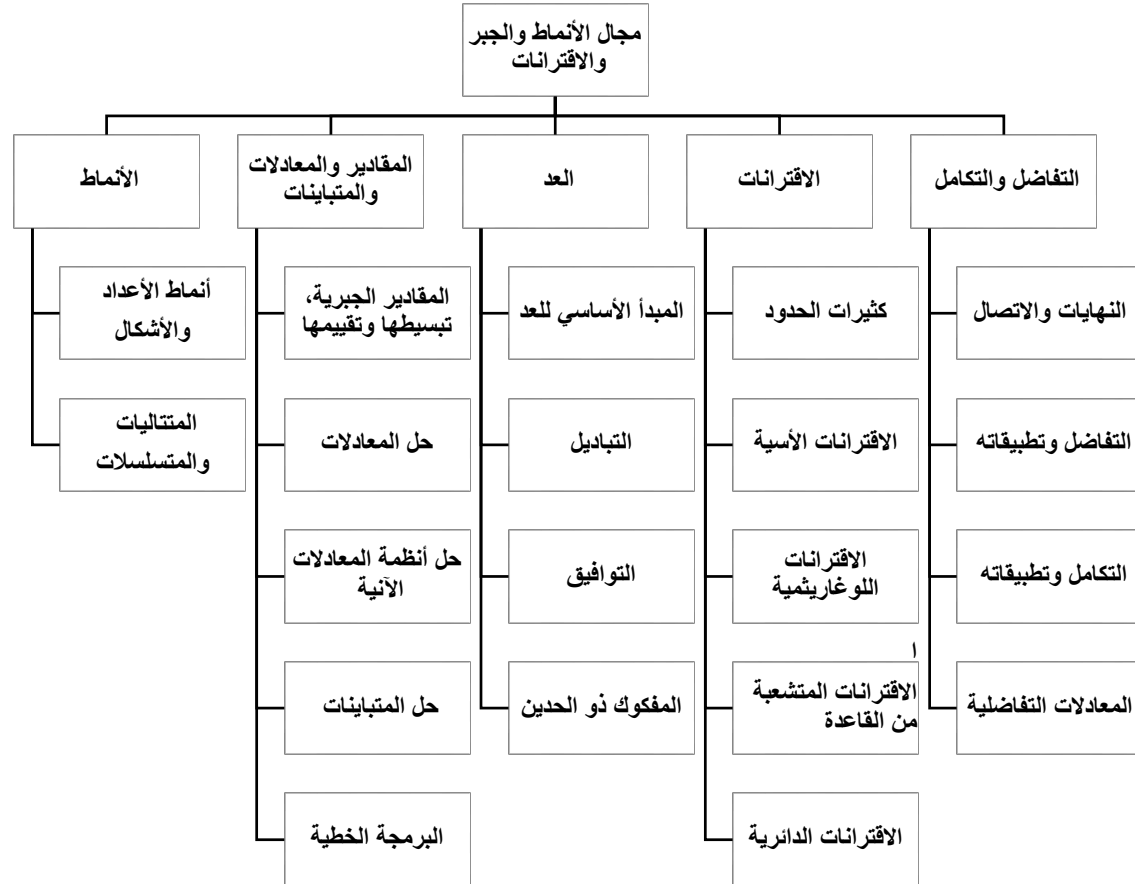 مجال الأنماط والجبر
والاقترانات
التفاضل والتكامل
الاقترانات
العد
المقادير والمعادلات
والمتباينات
الأنماط
النهايات والاتصال
التفاضل وتطبيقاته
التكامل وتطبيقاته
المعادلات التفاضلية
كثيرات الحدود
الاقترانات الأسية
الاقترانات
اللوغاريثمية
ا
الاقترانات المتشعبة
من القاعدة
الاقترانات الدائرية
المبدأ الأساسي للعد
التباديل
التوافيق
المفكوك ذو الحدين
المقادير الجبرية،
تبسيطها وتقييمها
حل المعادلات
حل أنظمة المعادلات
الآنية
حل المتباينات
البرمجة الخطية
أنماط الأعداد
والأشكال
المتتاليات
والمتسلسلات